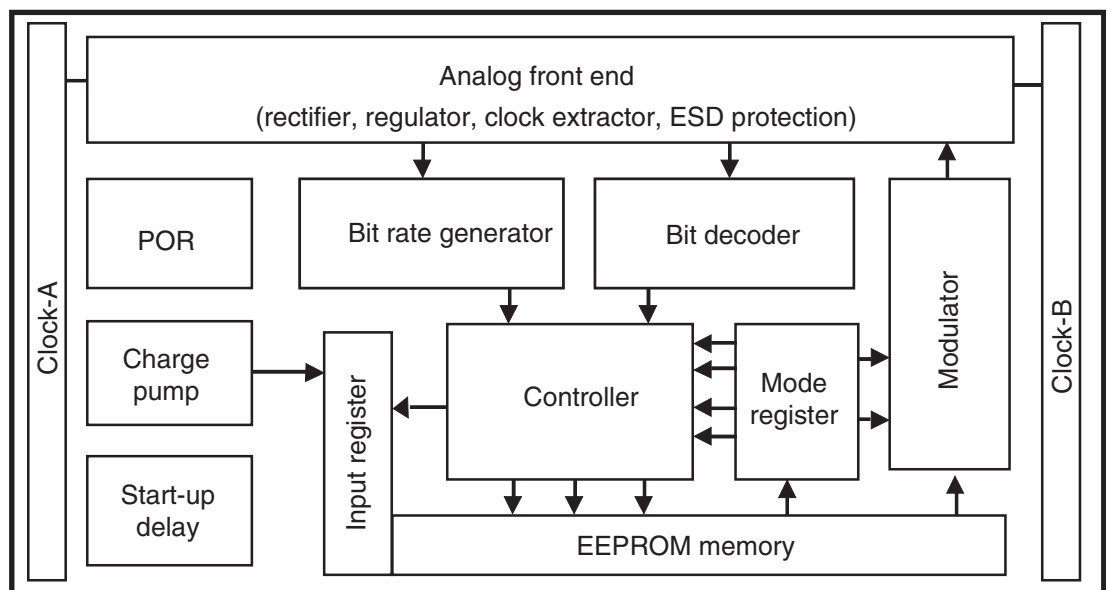 Analog front end
(rectifier, regulator, clock extractor, ESD protection)
Clock-A
POR
Bit rate generator
Bit decoder
Modulator
Clock-B
Charge
pump
Input register
Controller
Mode
register
Start-up
delay
EEPROM memory